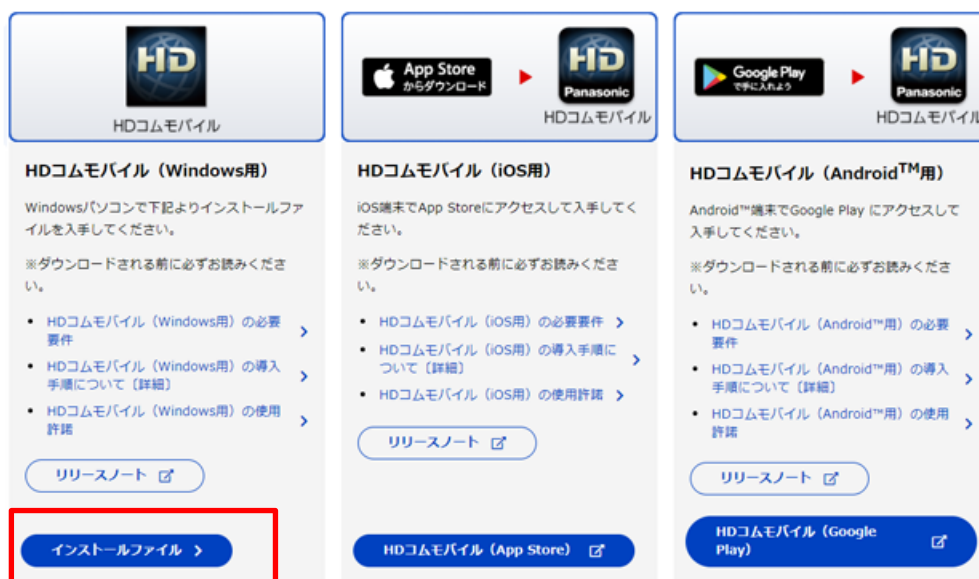 HD
HDコムモバイル
HDコムモバイル（Windows用）
Windowsパソコンで下記よりインストールファ
イルを入手してください。
※ダウンロードされる前に必ずお読みくださ
い。
HDコムモバイル（Windows用）の必要
要件
HDコムモバイル（Windows用）の導入
手順について〔詳細〕
HDコムモバイル（Windows用）の使用
許諾
リリースノート
インストールファイル
App Store
からダウンロード
HD
Panasonic
HDコムモバイル
HDコムモバイル（iOS用）
iOS端末でApp Storeにアクセスして入手してく
ださい。
※ダウンロードされる前に必ずお読みくださ
い。
HDコムモバイル（iOS用）の必要要件
HDコムモバイル（iOS用）の導入手順に
ついて〔詳細〕
HDコムモバイル（iOS用）の使用許諾
リリースノート
HDコムモバイル（App Store）
Google Play
で手に入れよう
HD
Panasonic
HDコムモバイル
HDコムモバイル（Android™用）
Android™端末でGoogle Play にアクセスして
入手してください。
※ダウンロードされる前に必ずお読みくださ
い。
HDコムモバイル（Android™用）の必要
要件
HDコムモバイル（Android™用）の導入
手順について〔詳細〕
HDコムモバイル（Android™用）の使用
許諾
リリースノート
HDコムモバイル（Google
Play）